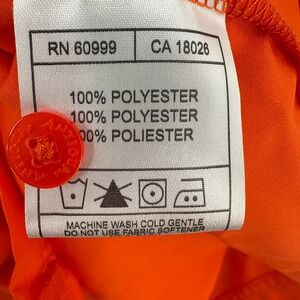 RN 60999
CA 18026
100% POLYESTER
100% POLYESTER
00% POLIESTER
MACHINE WASH COLD GENTLE
DO NOT USE FABRIC SOFTENER